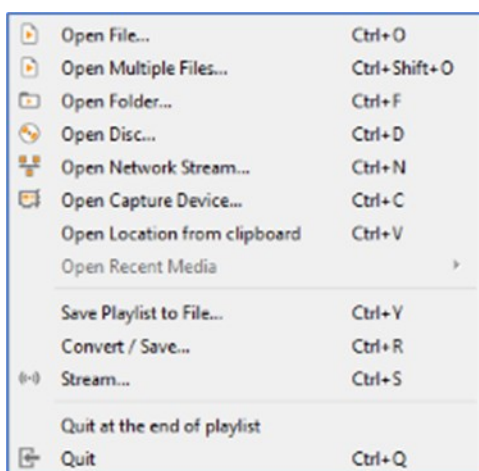 Open File... Ctrl+O
Open Multiple Files... Ctrl+Shift+O
Open Folder... Ctrl+F
Open Disc... Ctrl+D
Open Network Stream... Ctrl+N
Open Capture Device... Ctrl+C
Open Location from clipboard Ctrl+V
Open Recent Media
Save Playlist to File... Ctrl+Y
Convert / Save... Ctrl+R
Stream... Ctrl+S
Quit at the end of playlist
Quit Ctrl+Q